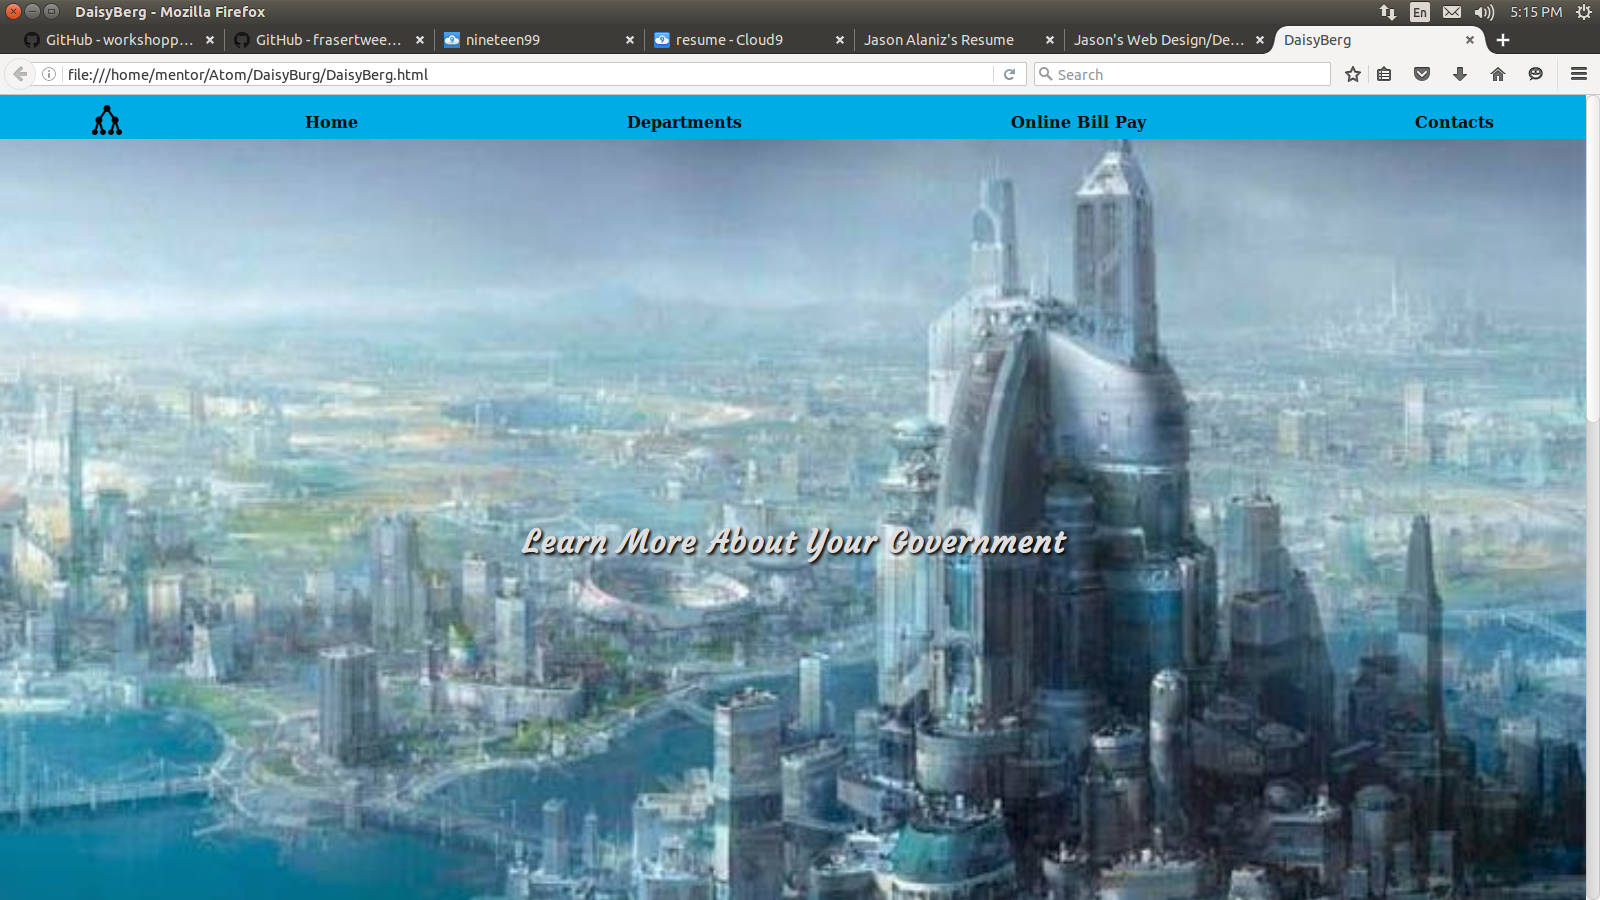 DaisyBerg - Mozilla Firefox
En
5:15 PM
GitHub - workshopp...
GitHub - frasertwee...
nineteen99
resume - Cloud9
Jason Alaniz's Resume
Jason's Web Design/De...
DaisyBerg
file:///home/mentor/Atom/DaisyBurg/DaisyBerg.html
Search
Home
Departments
Online Bill Pay
Contacts
Learn More About Your Government